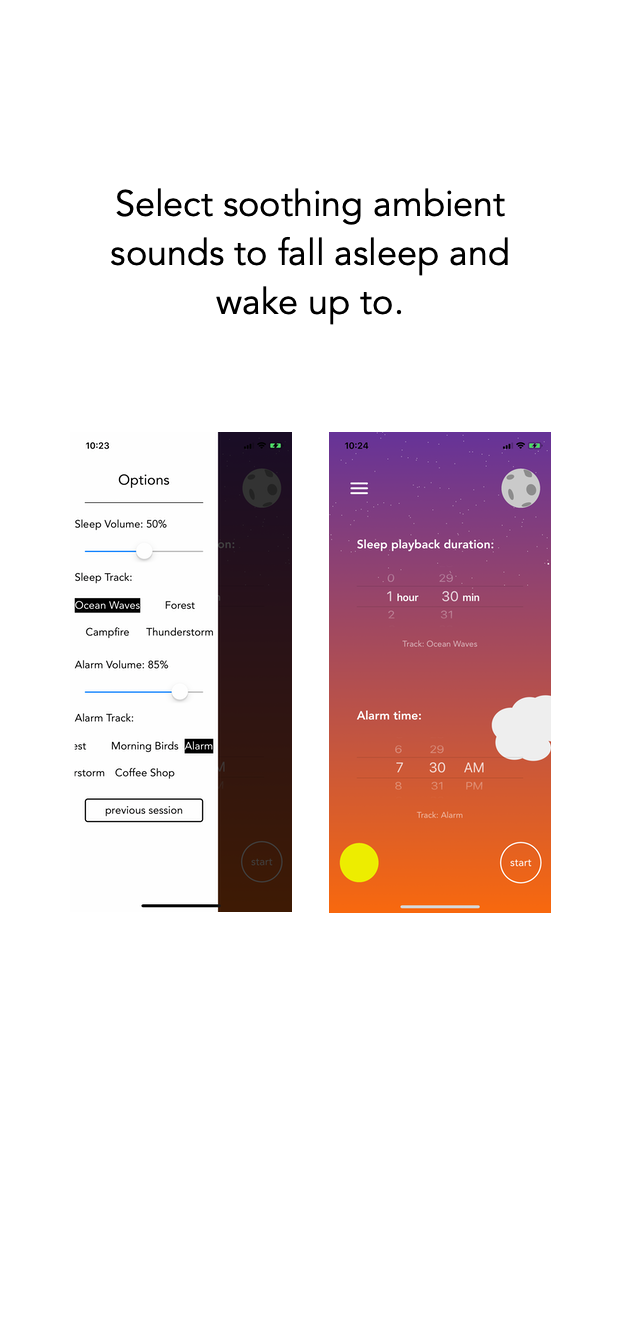 Select soothing ambient
sounds to fall asleep and
wake up to.
10:23
Options
Sleep Volume: 50%
Sleep Track:
Ocean Waves Forest
Campfire Thunderstorm
Alarm Volume: 85%
Alarm Track:
est Morning Birds Alarm
rstorm Coffee Shop
previous session
on:
M
start
10:24
Sleep playback duration:
0 29
1 hour 30 min
2 31
Track: Ocean Waves
Alarm time:
6 29
7 30 AM
8 31 PM
Track: Alarm
start